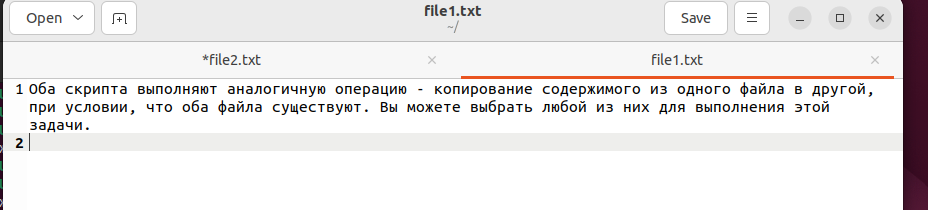 Open
file1.txt
~/
Save
*file2.txt
file1.txt
1 Оба скрипта выполняют аналогичную операцию - копирование содержимого из одного файла в другой,
при условии, что оба файла существуют. Вы можете выбрать любой из них для выполнения этой
задачи.
2